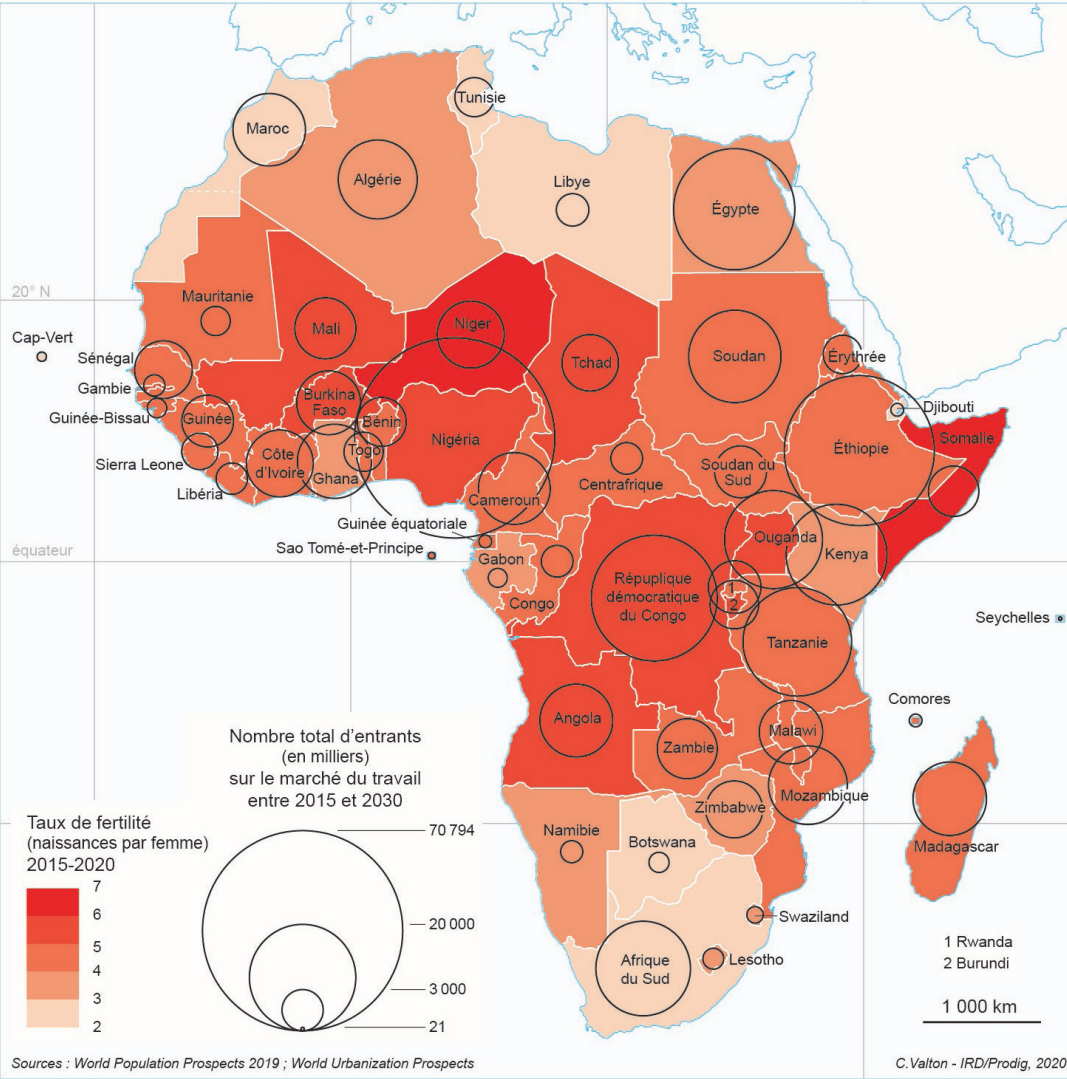 Tunisie
Maroc
Algérie
Libye
Égypte
20° N
Mauritanie
Mali
Niger
Tchad
Soudan
Érythrée
Cap-Vert
Sénégal
Gambie
Guinée-Bissau
Guinée
Burkina
Faso
Bénin
Nigéria
Djibouti
Somalie
Éthiopie
Sierra Leone
Côte
d'Ivoire
Togo
Ghana
Libéria
Cameroun
Centrafrique
Soudan du
Sud
Guinée équatoriale
équateur
Sao Tomé-et-Principe
Gabon
Congo
Ouganda
Kenya
Répuplique
démocratique
du Congo
1
2
Seychelles
Tanzanie
Comores
Angola
Zambie
Malawi
Mozambique
Zimbabwe
Madagascar
Namibie
Botswana
Swaziland
Lesotho
Afrique
du Sud
Nombre total d'entrants
(en milliers)
sur le marché du travail
entre 2015 et 2030
70 794
20 000
3 000
21
Taux de fertilité
(naissances par femme)
2015-2020
7
6
5
4
3
2
1 Rwanda
2 Burundi
1 000 km
Sources : World Population Prospects 2019 ; World Urbanization Prospects
C.Valton - IRD/Prodig, 2020